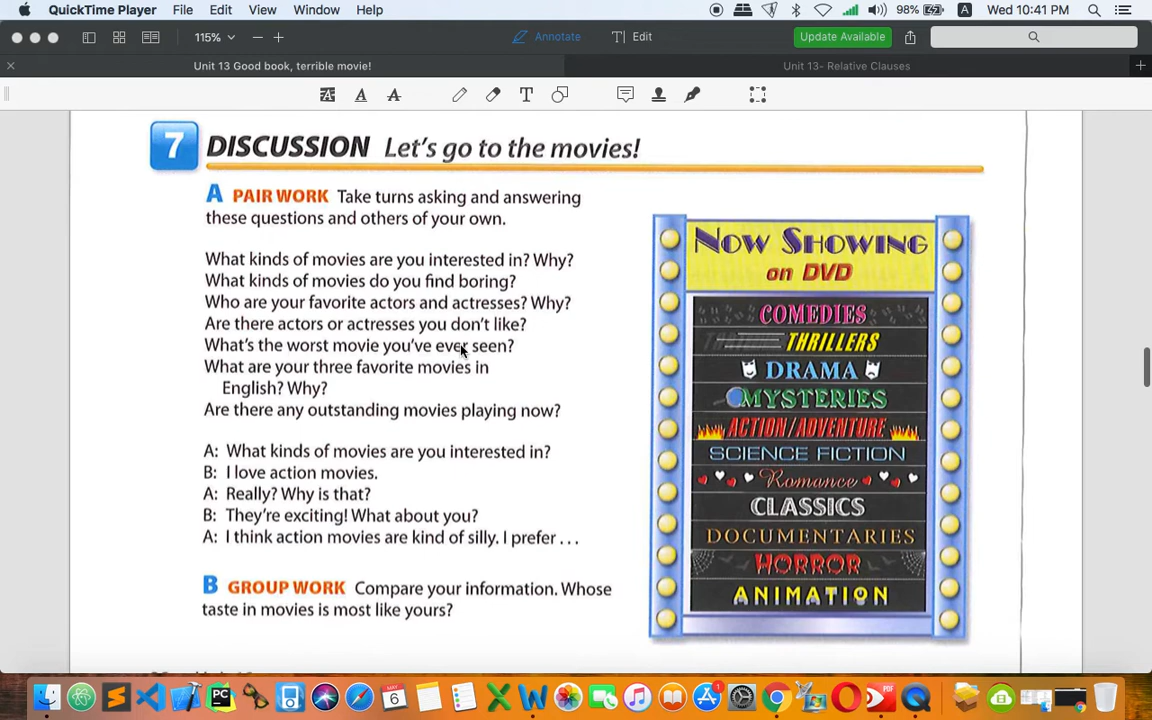 QuickTime Player File Edit View Window Help 98% A Wed 10:41 PM
115% Annotate Edit Update Available
Unit 13 Good book, terrible movie! Unit 13- Relative Clauses
7 DISCUSSION Let's go to the movies!
A PAIR WORK Take turns asking and answering
these questions and others of your own.
What kinds of movies are you interested in? Why?
What kinds of movies do you find boring?
Who are your favorite actors and actresses? Why?
Are there actors or actresses you don't like?
What's the worst movie you've ever seen?
What are your three favorite movies in
English? Why?
Are there any outstanding movies playing now?
A: What kinds of movies are you interested in?
B: I love action movies.
A: Really? Why is that?
B: They're exciting! What about you?
A: I think action movies are kind of silly. I prefer . . .
B GROUP WORK Compare your information. Whose
taste in movies is most like yours?
NOW SHOWING
on DVD
COMEDIES
THRILLERS
DRAMA
MYSTERIES
ACTION/ADVENTURE
SCIENCE FICTION
Romance
CLASSICS
DOCUMENTARIES
HORROR
ANIMATION